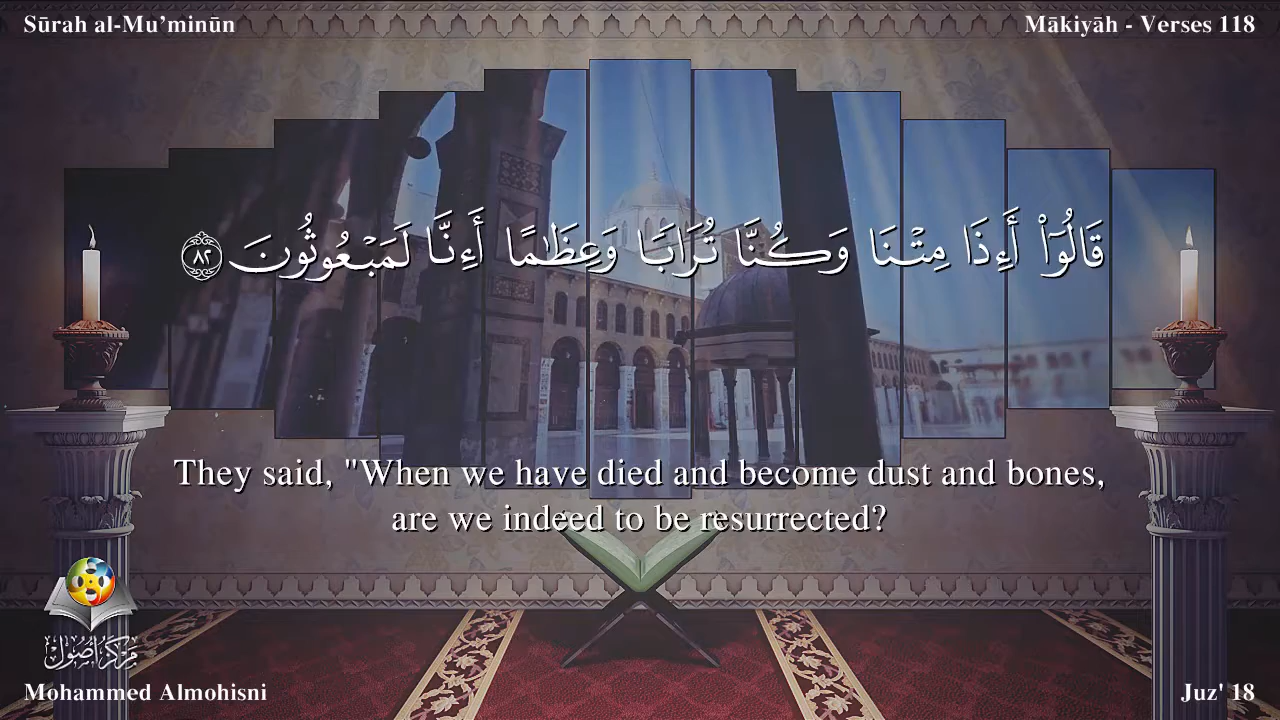 Sūrah al-Mu’minūn
Mākiyāh - Verses 118
قَالُوٓا۟ أَءِذَا مِتْنَا وَكُنَّا تُرَابًا وَعِظَٰمًا أَءِنَّا لَمَبْعُوثُونَ ٨٢
They said, "When we have died and become dust and bones,
are we indeed to be resurrected?
مركز أصول
Mohammed Almohisni
Juz' 18